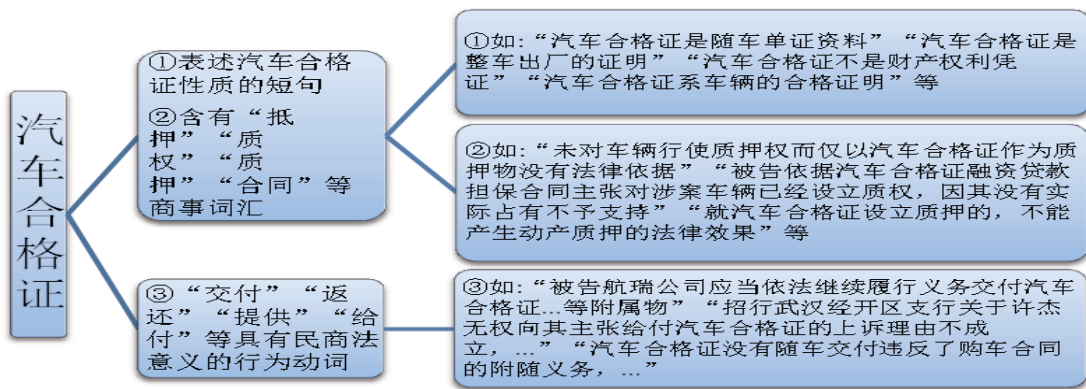 汽车合格证
①表述汽车合格
证性质的短句
②含有“抵
押”“质
权”“质
押”“合同”等
商事词汇
③“交付”“返
还”“提供”“给
付”等具有民商法
意义的行为动词
①如:“汽车合格证是随车单证资料”“汽车合格证是
整车出厂的证明”“汽车合格证不是财产权利凭
证”“汽车合格证系车辆的合格证明”等
②如:“未对车辆行使质押权而仅以汽车合格证作为质
押物没有法律依据”“被告依据汽车合格证融资贷款
担保合同主张对涉案车辆已经设立质权，因其没有实
际占有不予支持”“就汽车合格证设立质押的，不能
产生动产质押的法律效果”等
③如:“被告航瑞公司应当依法继续履行义务交付汽车
合格证…等附属物”“招行武汉经开区支行关于许杰
无权向其主张给付汽车合格证的上诉理由不成
立，…”“汽车合格证没有随车交付违反了购车合同
的附随义务，…”